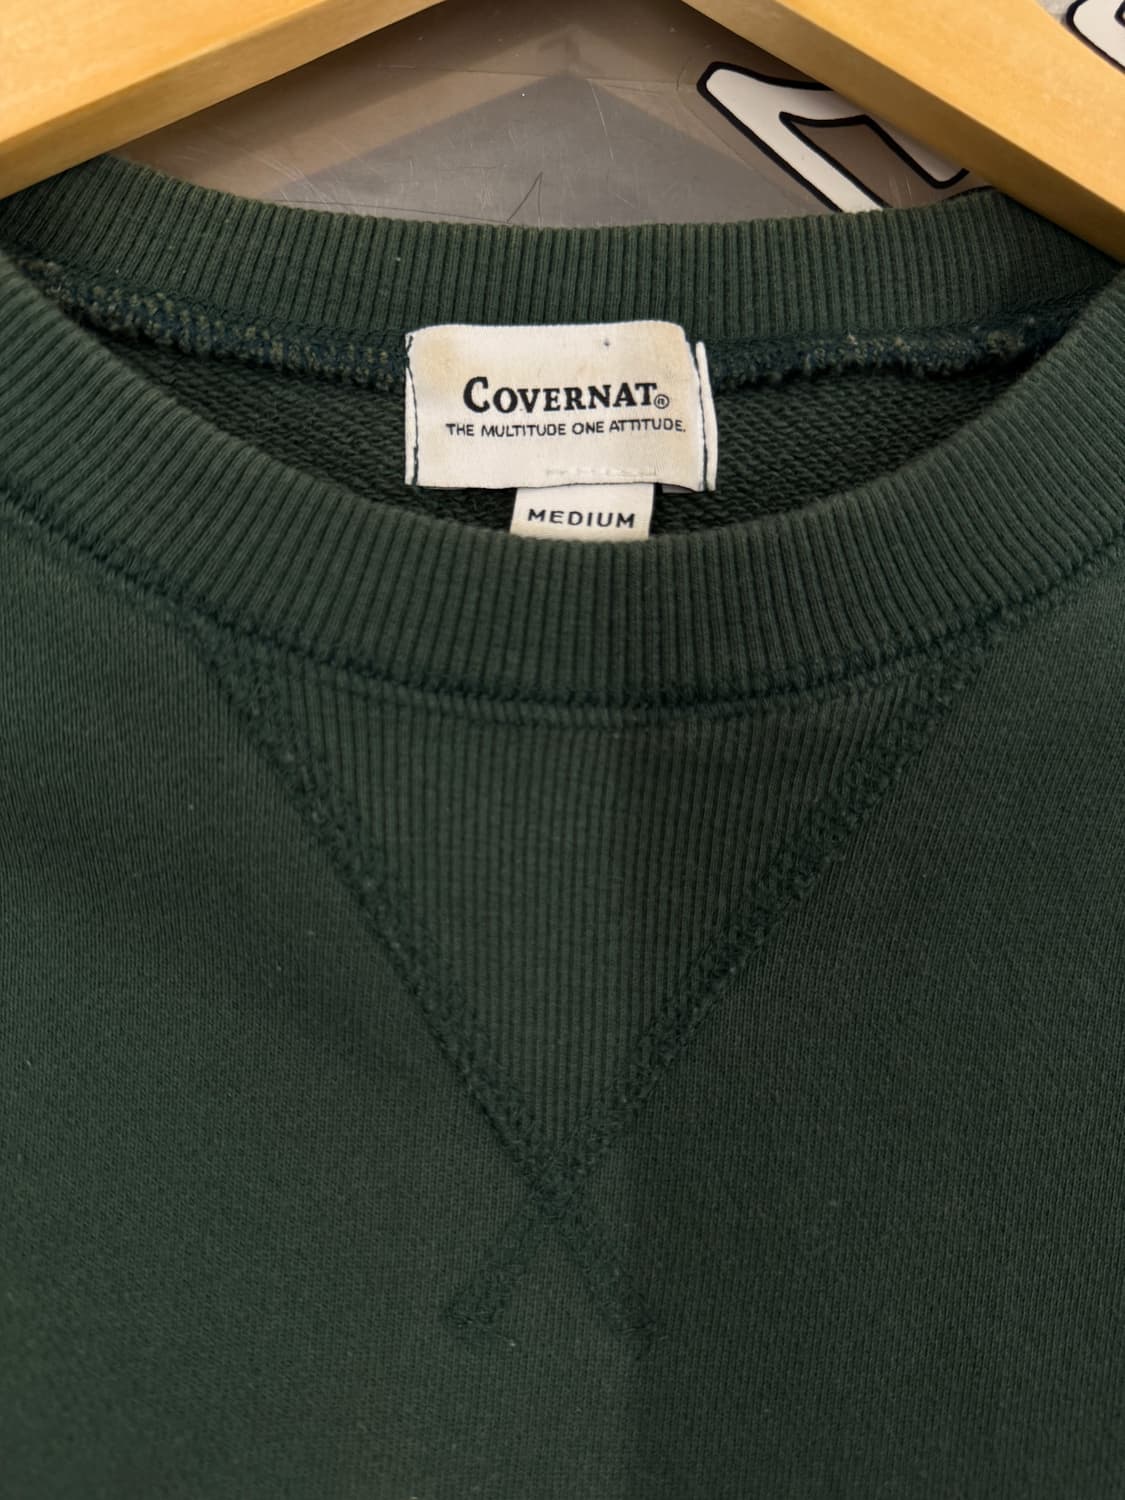 COVERNAT®
THE MULTITUDE ONE ATTITUDE.
MEDIUM